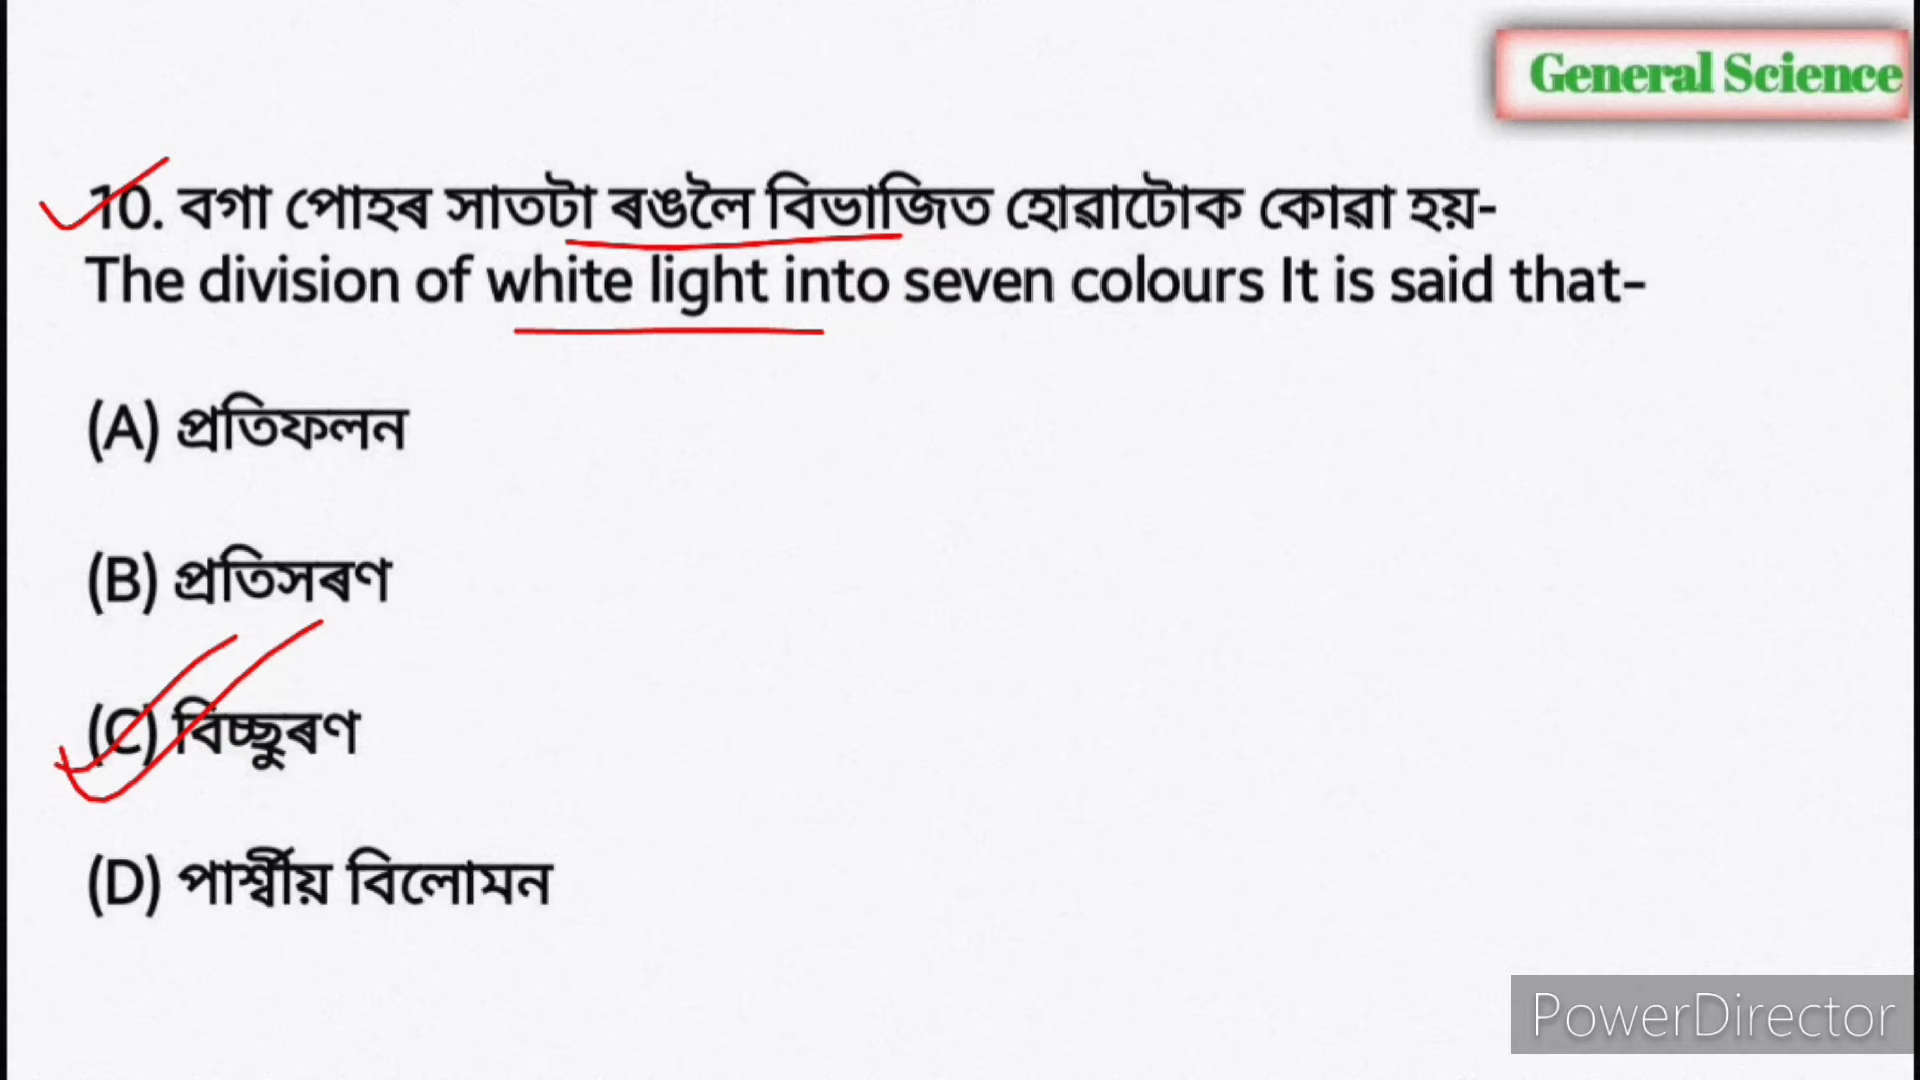 General Science
10. বগা পোহৰ সাতটা ৰঙলৈ বিভাজিত হোৱাটোক কোৱা হয়-
The division of white light into seven colours It is said that-
(A) প্ৰতিফলন
(B) প্ৰতিসৰণ
(C) বিচ্ছুৰণ
(D) পাৰ্শ্বীয় বিলোমন
PowerDirector